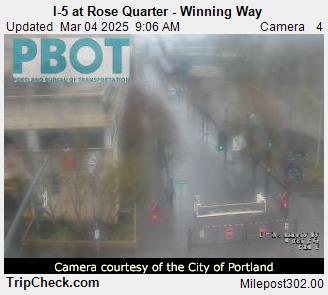 I-5 at Rose Quarter - Winning Way
Updated Mar 04 2025 9:06 AM Camera 4
PBOT
PORTLAND BUREAU OF TRANSPORTATION
Camera courtesy of the City of Portland
TripCheck.com Milepost302.00